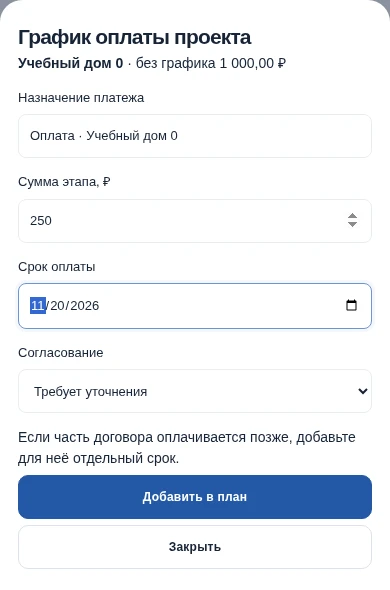 График оплаты проекта
Учебный дом 0 · без графика 1 000,00 ₽
Назначение платежа
Оплата · Учебный дом 0
Сумма этапа, ₽
250
Срок оплаты
11/20/2026
Согласование
Требует уточнения
Если часть договора оплачивается позже, добавьте
для неё отдельный срок.
Добавить в план
Закрыть